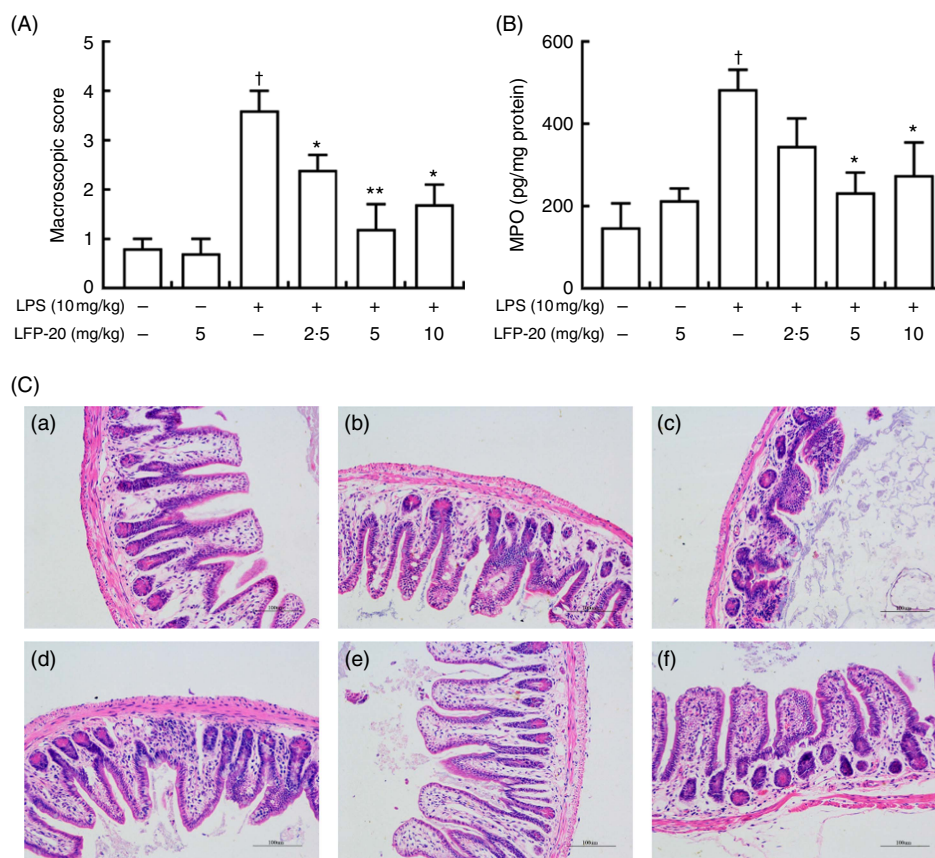 (A)
5
4
3
2
1
0
Macroscopic score
†
*
**
*
LPS (10 mg/kg) – – + + + +
LFP-20 (mg/kg) – 5 – 2·5 5 10
(B)
600
400
200
0
MPO (pg/mg protein)
†
*
*
LPS (10 mg/kg) – – + + + +
LFP-20 (mg/kg) – 5 – 2·5 5 10
(C)
(a)
(b)
(c)
(d)
(e)
(f)